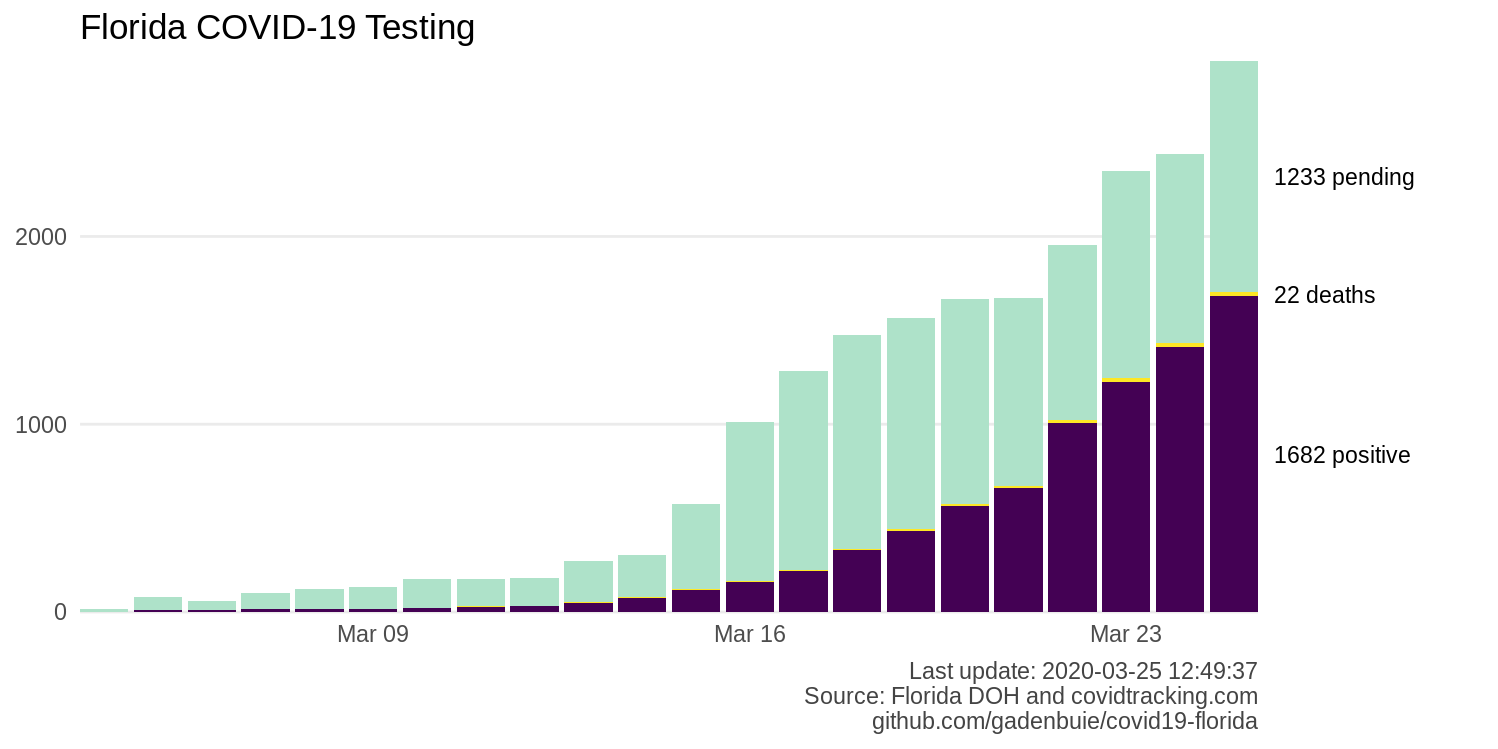 Florida COVID-19 Testing
1233 pending
2000
22 deaths
1000
1682 positive
0
Mar 09 Mar 16 Mar 23
Last update: 2020-03-25 12:49:37
Source: Florida DOH and covidtracking.com
github.com/gadenbuie/covid19-florida